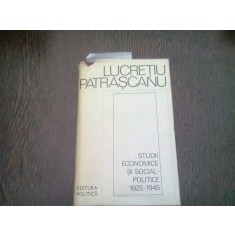 LUCREȚIU
PĂTRĂȘCANU
STUDII
ECONOMICE
ȘI SOCIAL-
POLITICE
1925-1945
EDITURA
POLITICĂ